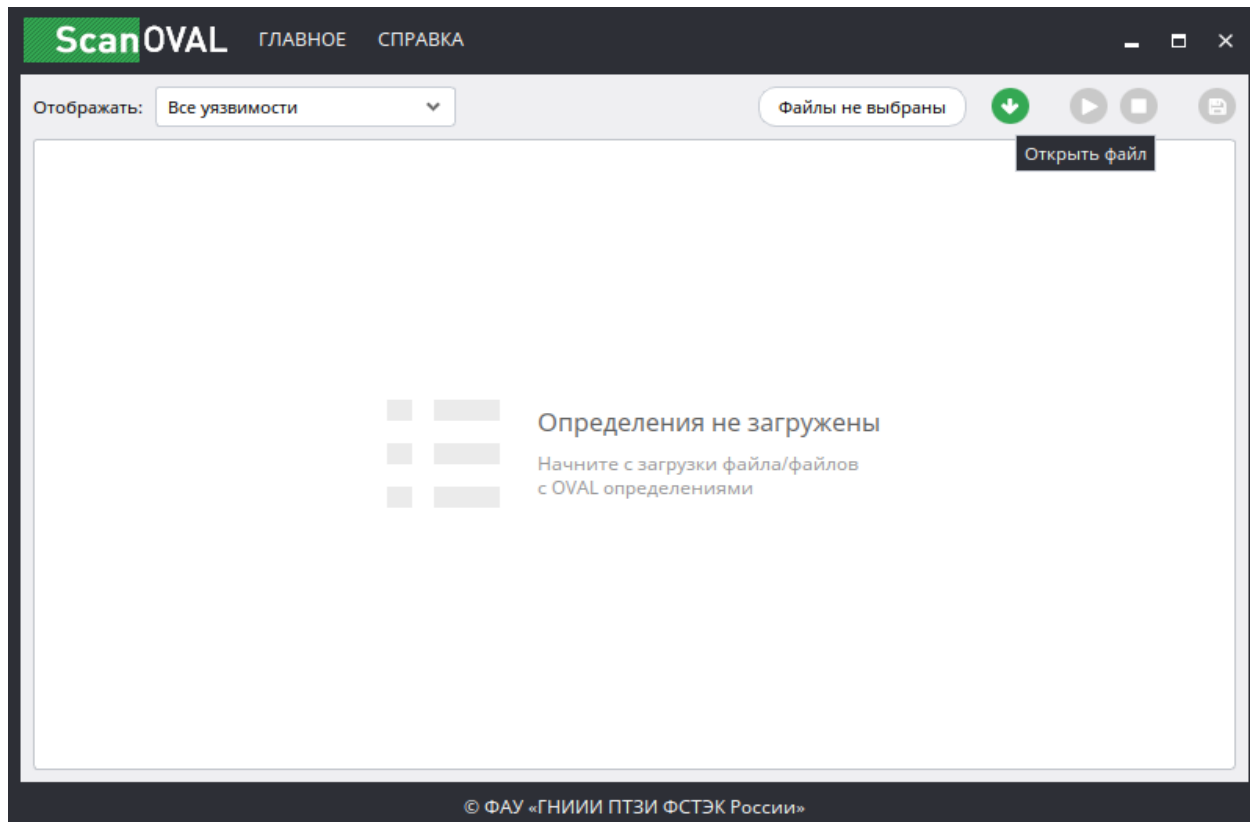 ScanOVAL ГЛАВНОЕ СПРАВКА
Отображать: Все уязвимости Файлы не выбраны
Открыть файл
Определения не загружены
Начните с загрузки файла/файлов
с OVAL определениями
© ФАУ «ГНИИИ ПТЗИ ФСТЭК России»